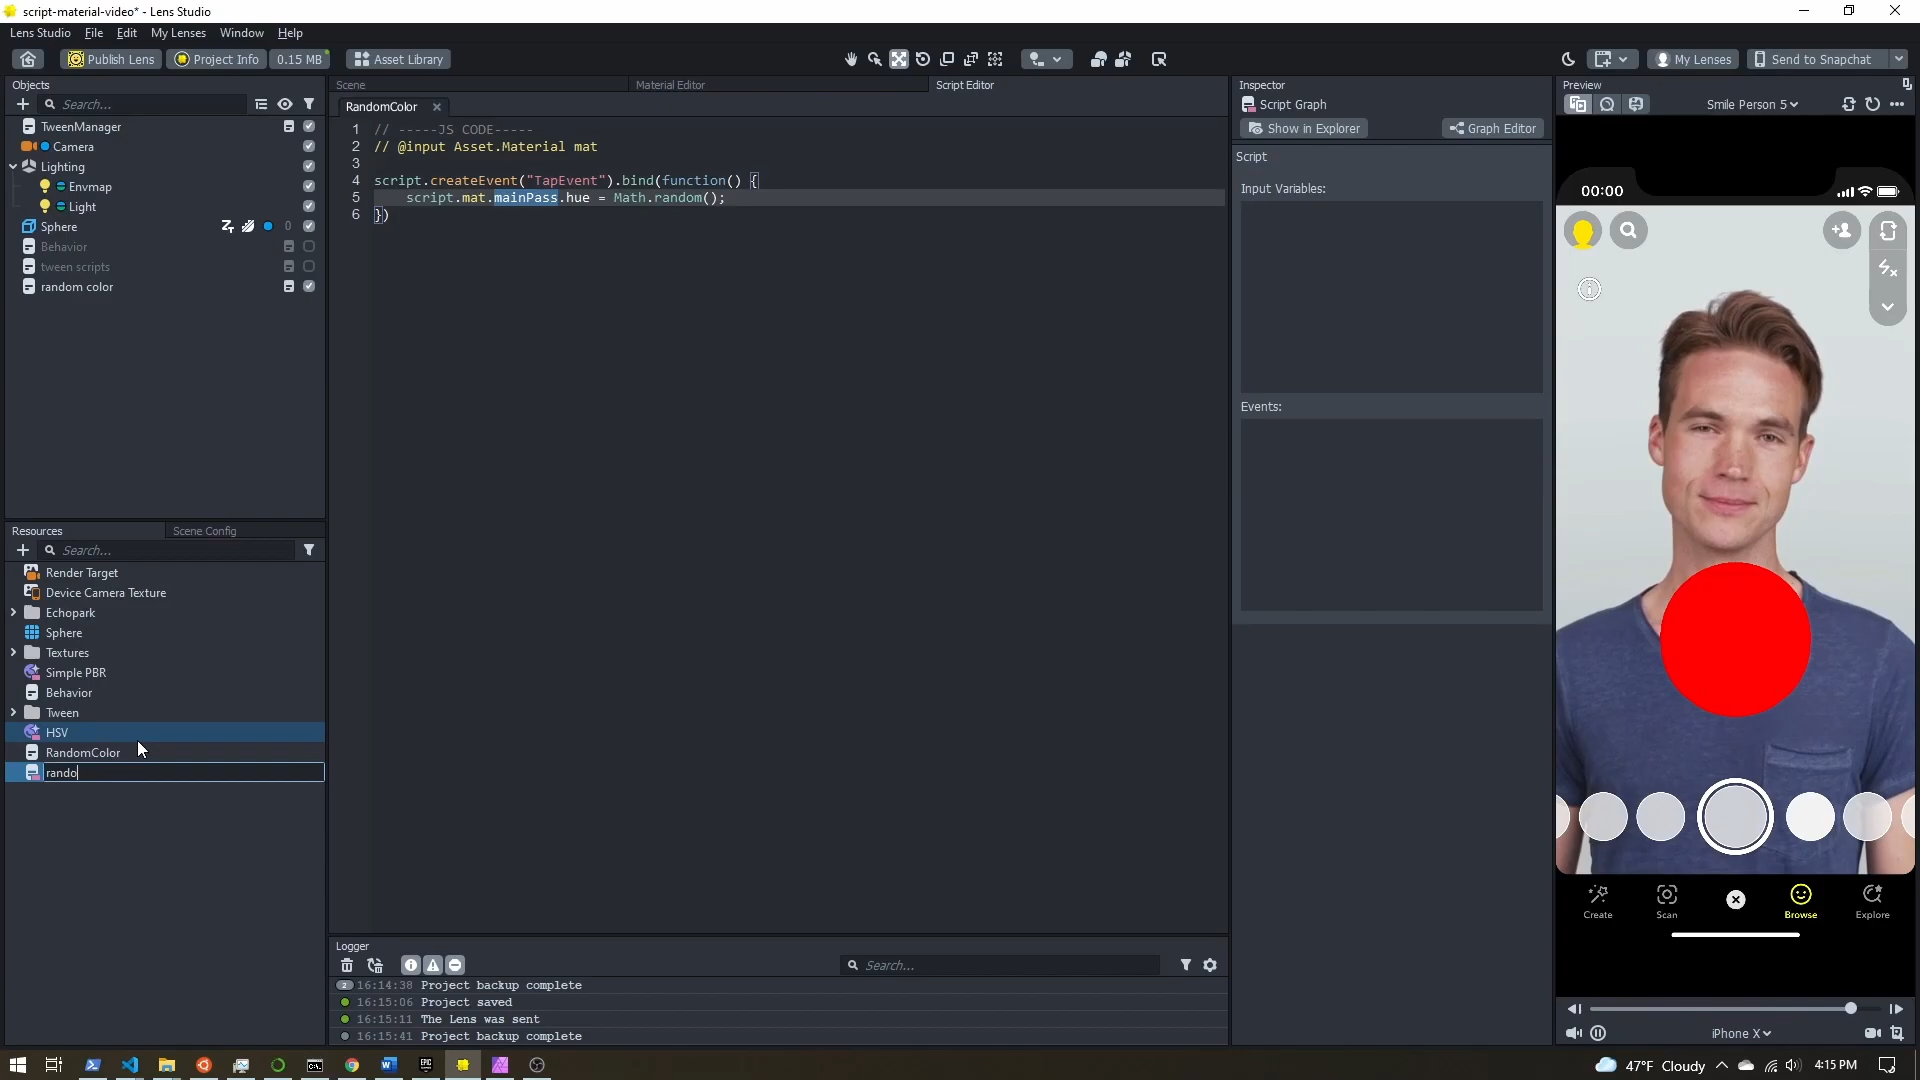 script-material-video* - Lens Studio
Lens Studio File Edit My Lenses Window Help
Publish Lens Project Info 0.15 MB Asset Library My Lenses Send to Snapchat
Objects
Search...
TweenManager
Camera
Lighting
Envmap
Light
Sphere 0
Behavior
tween scripts
random color
Resources Scene Config
Search...
Render Target
Device Camera Texture
Echopark
Sphere
Textures
Simple PBR
Behavior
Tween
HSV
RandomColor
rando
Scene Material Editor Script Editor
RandomColor
1 // -----JS CODE-----
2 // @input Asset.Material mat
3
4 script.createEvent("TapEvent").bind(function() {
5 script.mat.mainPass.hue = Math.random();
6 })
Logger
Search...
2 16:14:38 Project backup complete
16:15:06 Project saved
16:15:11 The Lens was sent
16:15:41 Project backup complete
Inspector
Script Graph
Show in Explorer Graph Editor
Script
Input Variables:
Events:
Preview
Smile Person 5
00:00
Create Scan Browse Explore
iPhone X
47°F Cloudy 4:15 PM